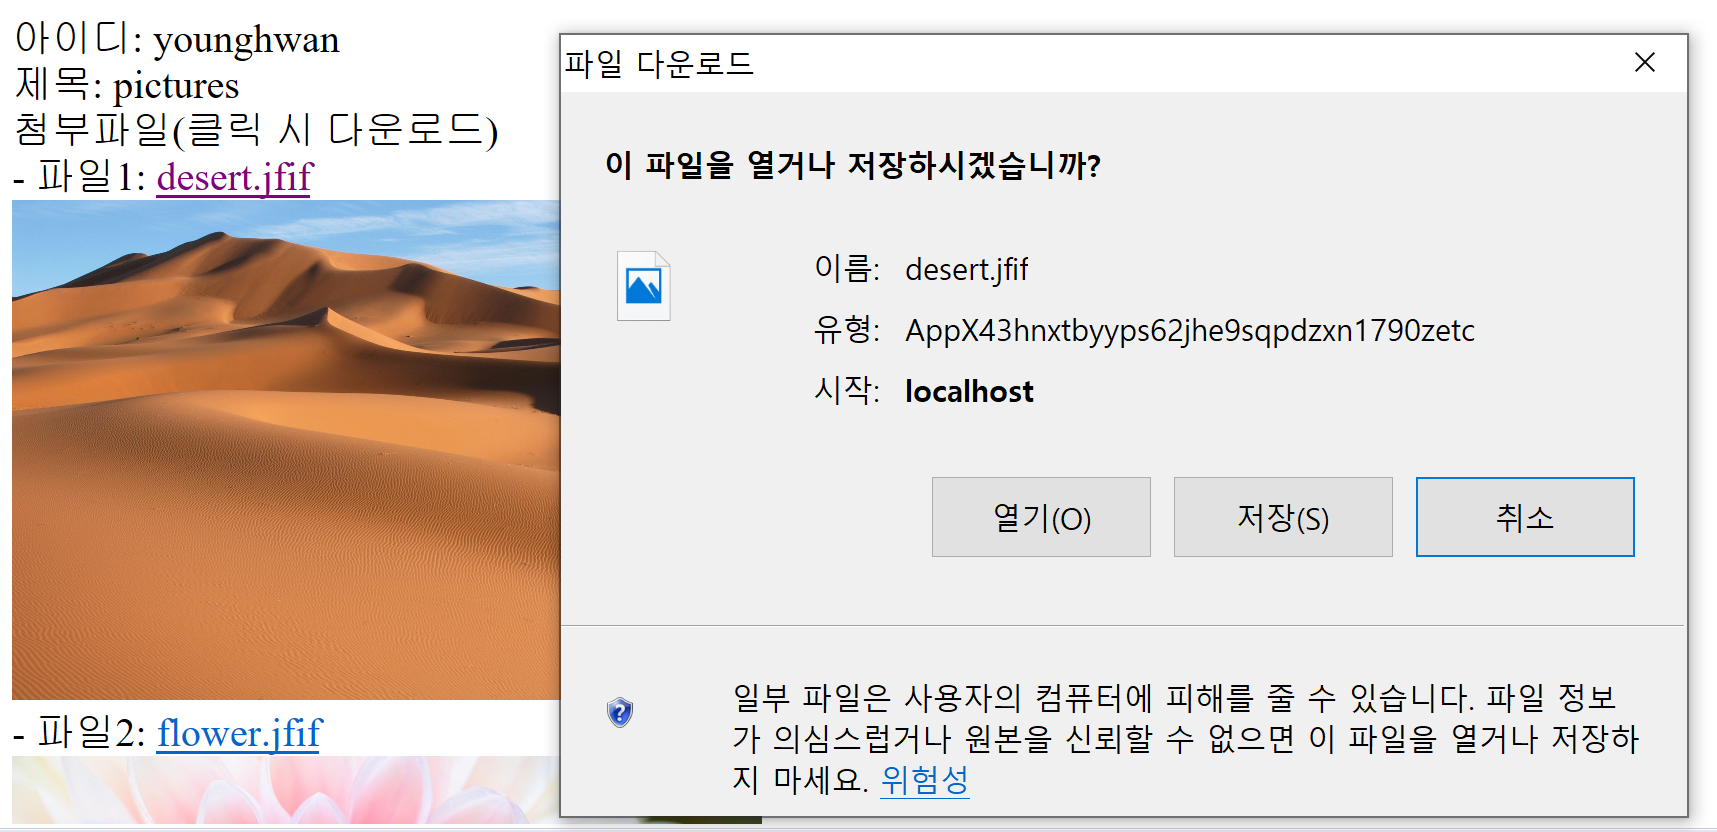 아이디: younghwan
제목: pictures
첨부파일(클릭 시 다운로드)
- 파일1: desert.jfif
- 파일2: flower.jfif
파일 다운로드
이 파일을 열거나 저장하시겠습니까?
이름: desert.jfif
유형: AppX43hnxtbyyps62jhe9sqpdzxn1790zetc
시작: localhost
열기(O) 저장(S) 취소
일부 파일은 사용자의 컴퓨터에 피해를 줄 수 있습니다. 파일 정보
가 의심스럽거나 원본을 신뢰할 수 없으면 이 파일을 열거나 저장하
지 마세요. 위험성